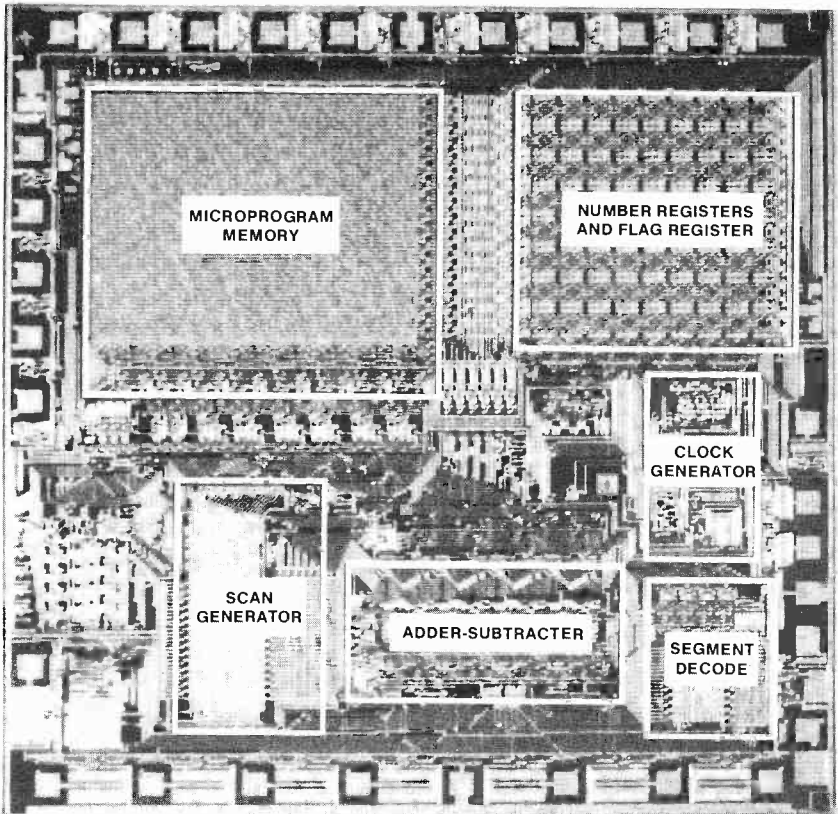 MICROPROGRAM
MEMORY
NUMBER REGISTERS
AND FLAG REGISTER
CLOCK
GENERATOR
SCAN
GENERATOR
ADDER-SUBTRACTER
SEGMENT
DECODE